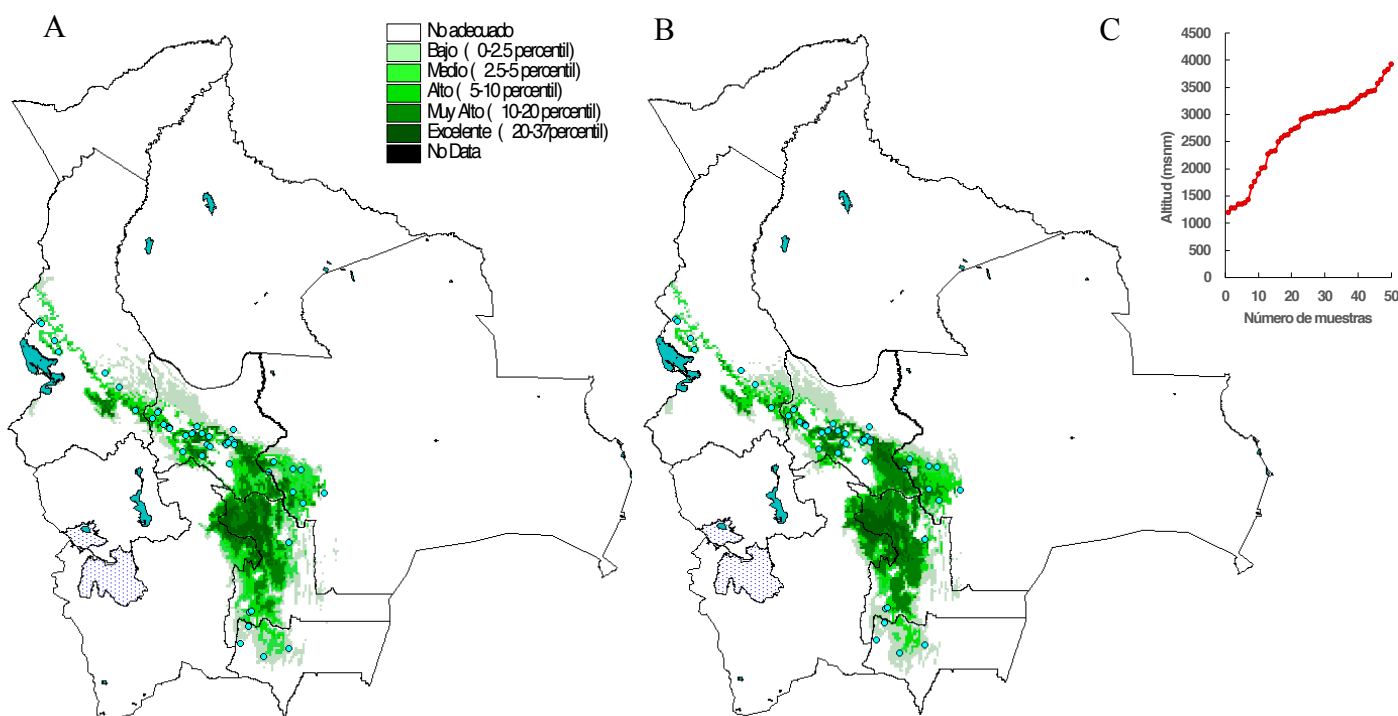 A
No adecuado
Bajo ( 0-2.5 percentil)
Medio ( 2.5-5 percentil)
Alto ( 5-10 percentil)
Muy Alto ( 10-20 percentil)
Excelente ( 20-37percentil)
No Data
B
C
Altitud (msnm)
4500
4000
3500
3000
2500
2000
1500
1000
500
0
0 10 20 30 40 50
Número de muestras